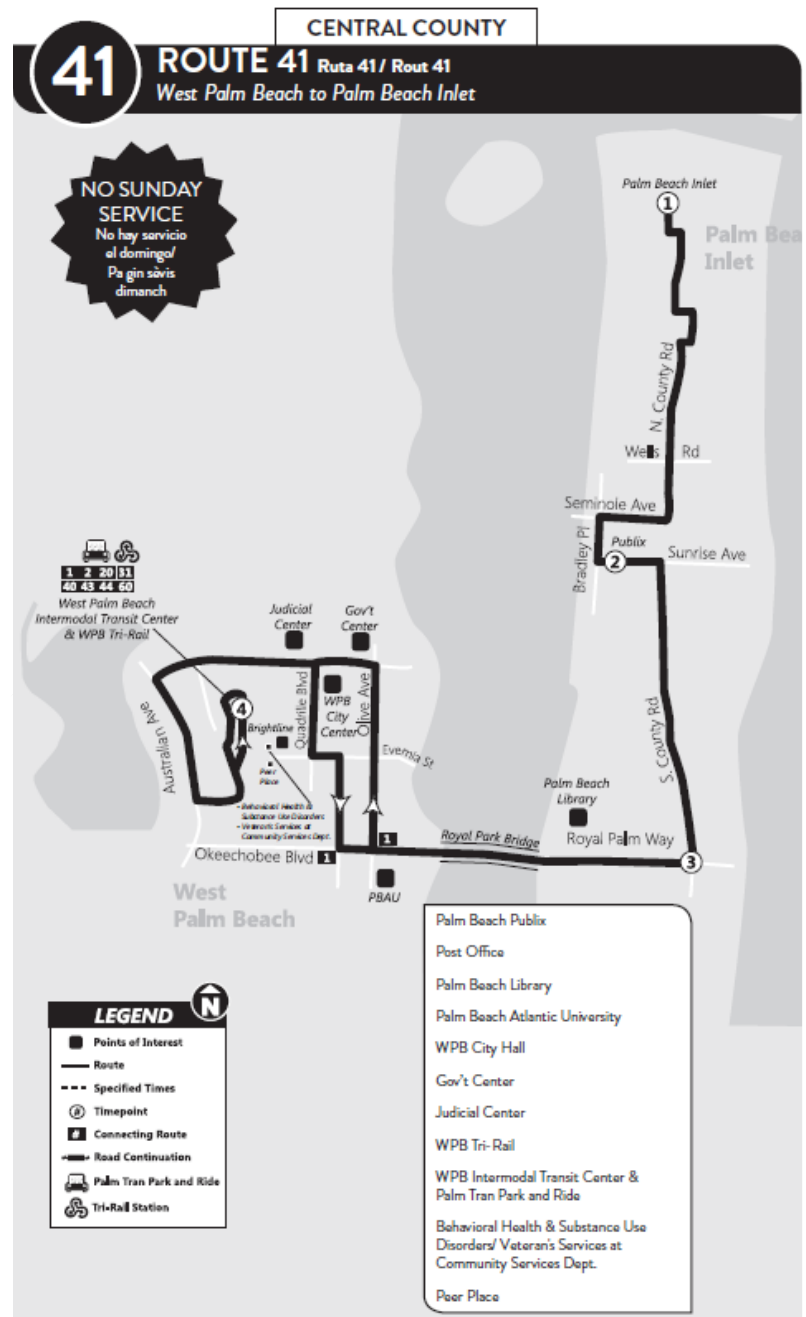 CENTRAL COUNTY
41
ROUTE 41 Ruta 41/ Rout 41
West Palm Beach to Palm Beach Inlet
NO SUNDAY
SERVICE
No hay servicio
el domingo/
Pa gin sèvis
dimanch
Palm Beach Inlet
1
Palm Bea
Inlet
N. County Rd
Wells Rd
Seminole Ave
Bradley Pl
Publix
2
Sunrise Ave
1 2 20 31
40 43 44 60
West Palm Beach
Intermodal Transit Center
& WPB Tri-Rail
Judicial
Center
Gov't
Center
4
Quadrille Blvd
WPB
City
Center
Olive Ave
Australian Ave
Brightline
Evernia St
Peer
Place
S. County Rd
- Behavioral Health &
Substance Use Disorders
- Veteran's Services at
Community Services Dept.
Palm Beach
Library
Okeechobee Blvd 1
1
Royal Park Bridge
Royal Palm Way
3
PBAU
West
Palm Beach
Palm Beach Publix
Post Office
Palm Beach Library
Palm Beach Atlantic University
WPB City Hall
Gov't Center
Judicial Center
WPB Tri- Rail
WPB Intermodal Transit Center &
Palm Tran Park and Ride
Behavioral Health & Substance Use
Disorders/ Veteran's Services at
Community Services Dept.
Peer Place
LEGEND
N
Points of Interest
Route
Specified Times
# Timepoint
# Connecting Route
Road Continuation
Palm Tran Park and Ride
Tri-Rail Station